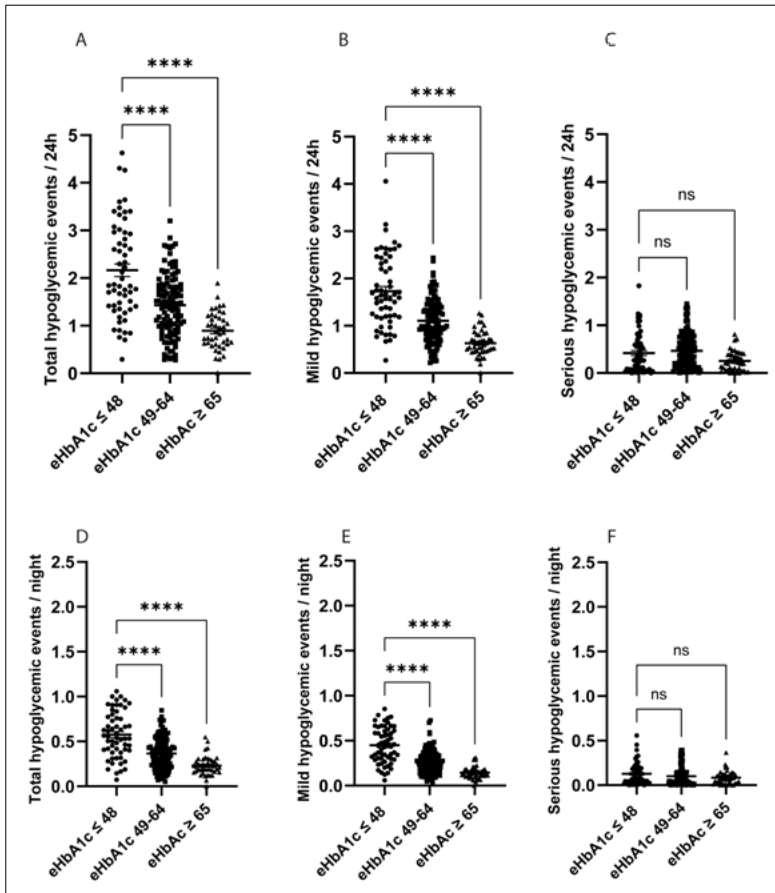 A
B
C
Total hypoglycemic events / 24h
5
4
3
2
1
0
****
****
eHbA1c ≤ 48
eHbA1c 49-64
eHbAc ≥ 65
Mild hypoglycemic events / 24h
5
4
3
2
1
0
****
****
eHbA1c ≤ 48
eHbA1c 49-64
eHbAc ≥ 65
Serious hypoglycemic events / 24h
5
4
3
2
1
0
ns
ns
eHbA1c ≤ 48
eHbA1c 49-64
eHbAc ≥ 65
D
E
F
Total hypoglycemic events / night
2.5
2.0
1.5
1.0
0.5
0.0
****
****
eHbA1c ≤ 48
eHbA1c 49-64
eHbAc ≥ 65
Mild hypoglycemic events / night
2.5
2.0
1.5
1.0
0.5
0.0
****
****
eHbA1c ≤ 48
eHbA1c 49-64
eHbAc ≥ 65
Serious hypoglycemic events / night
2.5
2.0
1.5
1.0
0.5
0.0
ns
ns
eHbA1c ≤ 48
eHbA1c 49-64
eHbAc ≥ 65